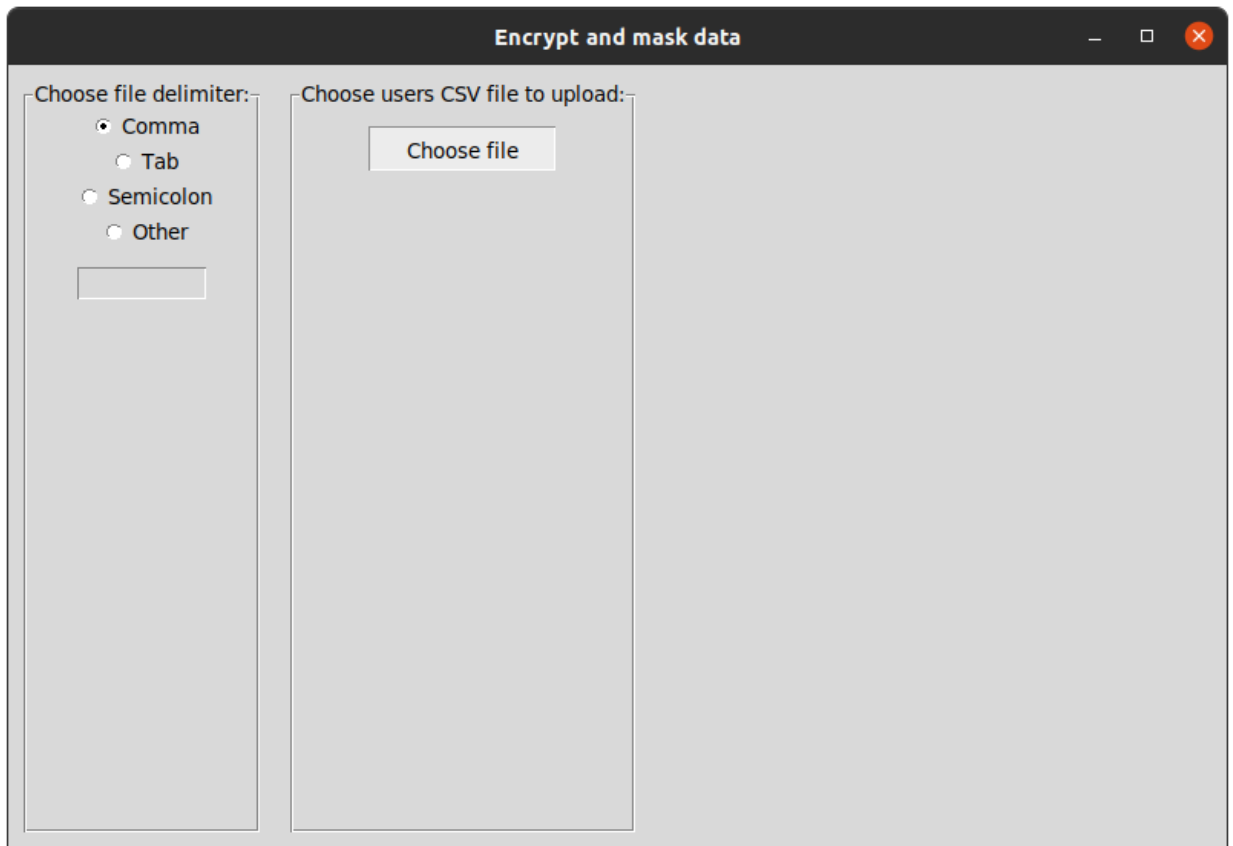 Encrypt and mask data
Choose file delimiter:
Comma
Tab
Semicolon
Other
Choose users CSV file to upload:
Choose file